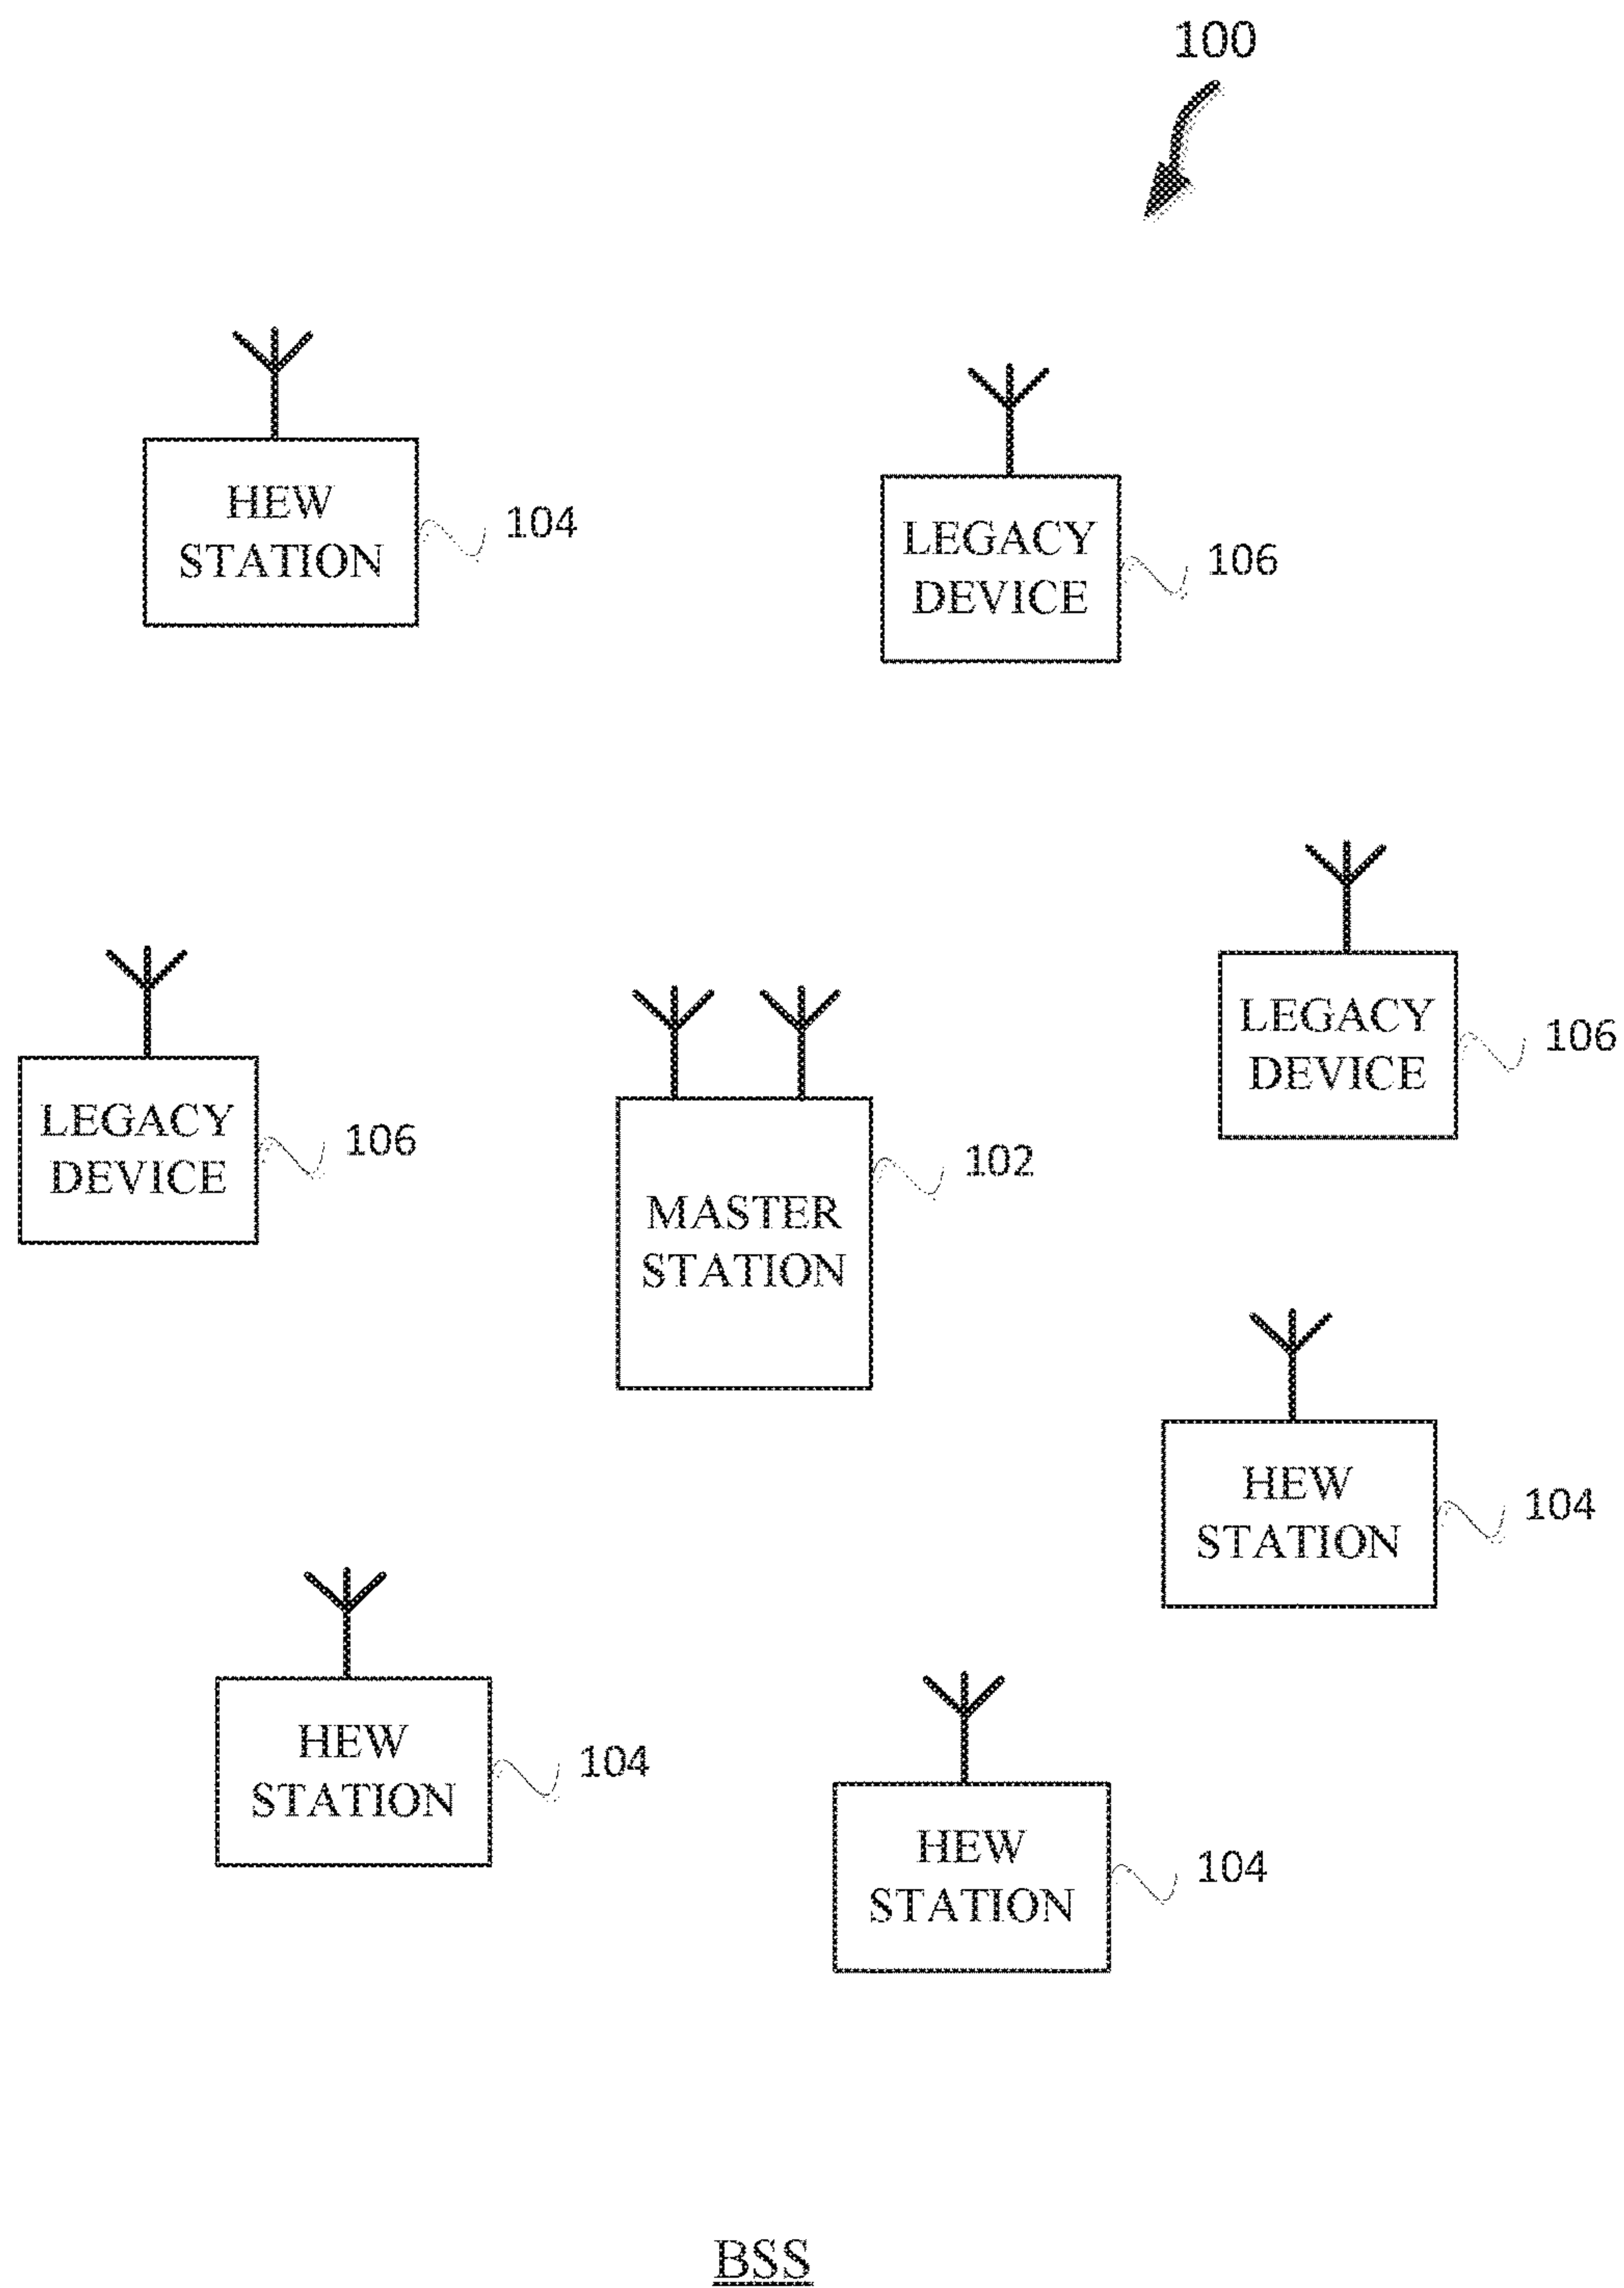 100
HEW
STATION
104
LEGACY
DEVICE
106
LEGACY
DEVICE
106
LEGACY
DEVICE
106
MASTER
STATION
102
HEW
STATION
104
HEW
STATION
104
HEW
STATION
104
BSS